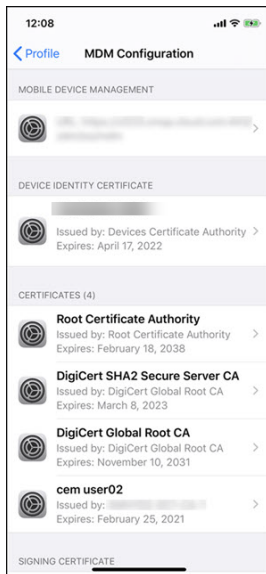 12:08
Profile
MDM Configuration
MOBILE DEVICE MANAGEMENT
DEVICE IDENTITY CERTIFICATE
Issued by: Devices Certificate Authority
Expires: April 17, 2022
CERTIFICATES (4)
Root Certificate Authority
Issued by: Root Certificate Authority
Expires: February 18, 2038
DigiCert SHA2 Secure Server CA
Issued by: DigiCert Global Root CA
Expires: March 8, 2023
DigiCert Global Root CA
Issued by: DigiCert Global Root CA
Expires: November 10, 2031
cem user02
Issued by:
Expires: February 25, 2021
SIGNING CERTIFICATE